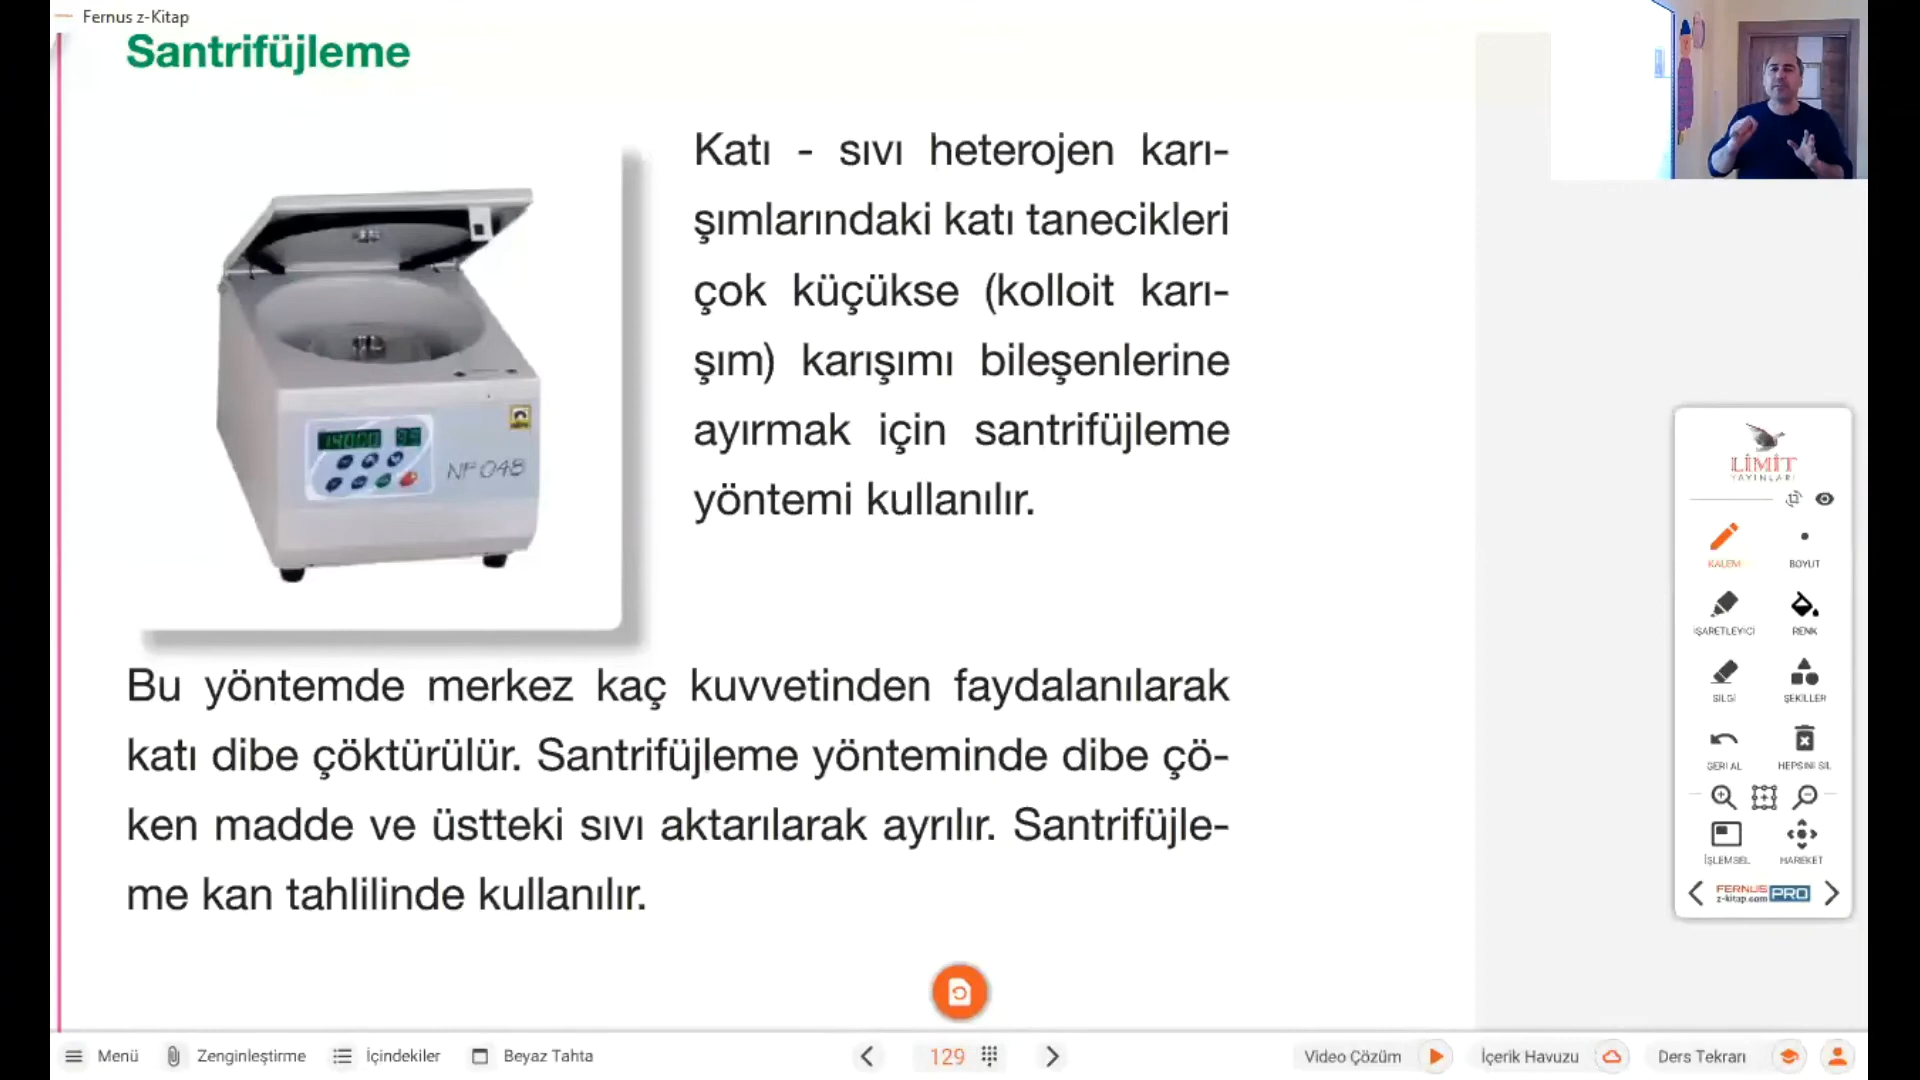 Fernus z-Kitap
Santrifüjleme
Katı - sıvı heterojen karı-
şımlarındaki katı tanecikleri
çok küçükse (kolloit karı-
şım) karışımı bileşenlerine
ayırmak için santrifüjleme
yöntemi kullanılır.
NF 048
Bu yöntemde merkez kaç kuvvetinden faydalanılarak
katı dibe çöktürülür. Santrifüjleme yönteminde dibe çö-
ken madde ve üstteki sıvı aktarılarak ayrılır. Santrifüjle-
me kan tahlilinde kullanılır.
LİMİT
YAYINLARI
KALEM
BOYUT
İŞARETLEYİCİ
RENK
SİLGİ
ŞEKİLLER
GERİ AL
HEPSİNİ SİL
İŞLEMSEL
HAREKET
FERNUS
z-kitap.com
PRO
Menü
Zenginleştirme
İçindekiler
Beyaz Tahta
129
Video Çözüm
İçerik Havuzu
Ders Tekrarı